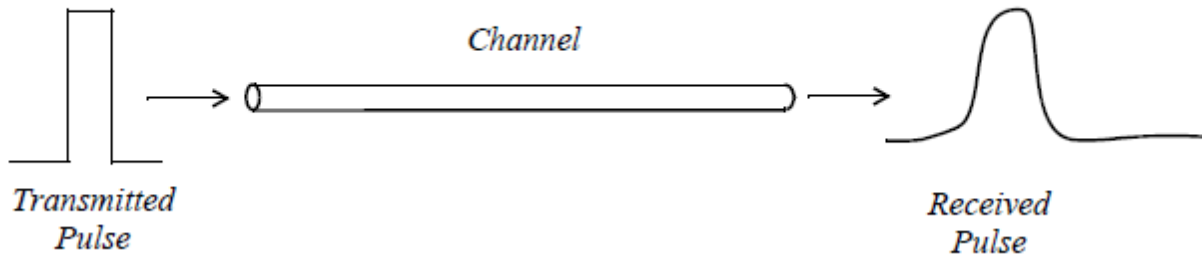 Channel
Transmitted
Pulse
Received
Pulse